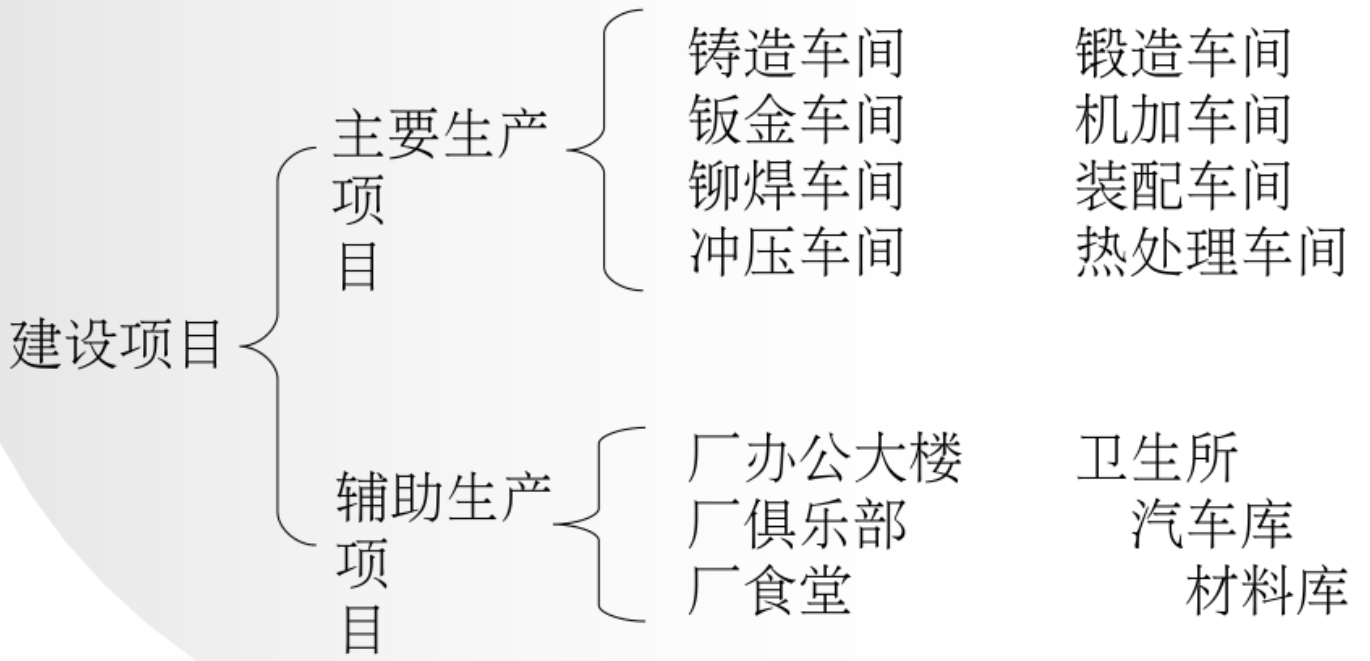 铸造车间 锻造车间
钣金车间 机加车间
主要生产
铆焊车间 装配车间
项
冲压车间 热处理车间
目
建设项目
厂办公大楼 卫生所
辅助生产
厂俱乐部 汽车库
项
厂食堂 材料库
目